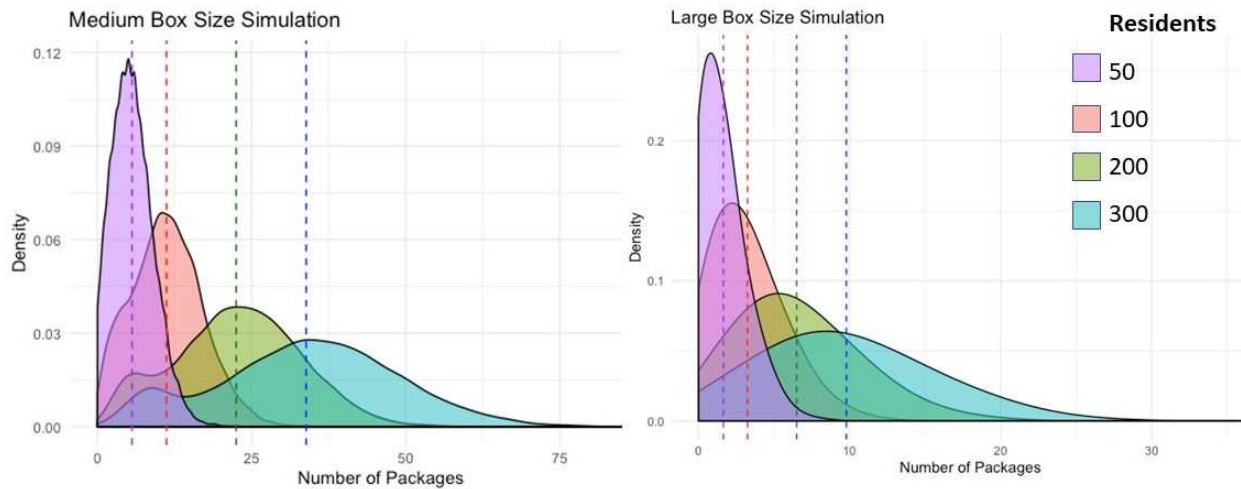 Medium Box Size Simulation
0.12
0.09
0.06
0.03
0.00
Density
0
25
50
75
Number of Packages
Large Box Size Simulation
0.2
0.1
0.0
Density
0
10
20
30
Number of Packages
Residents
50
100
200
300